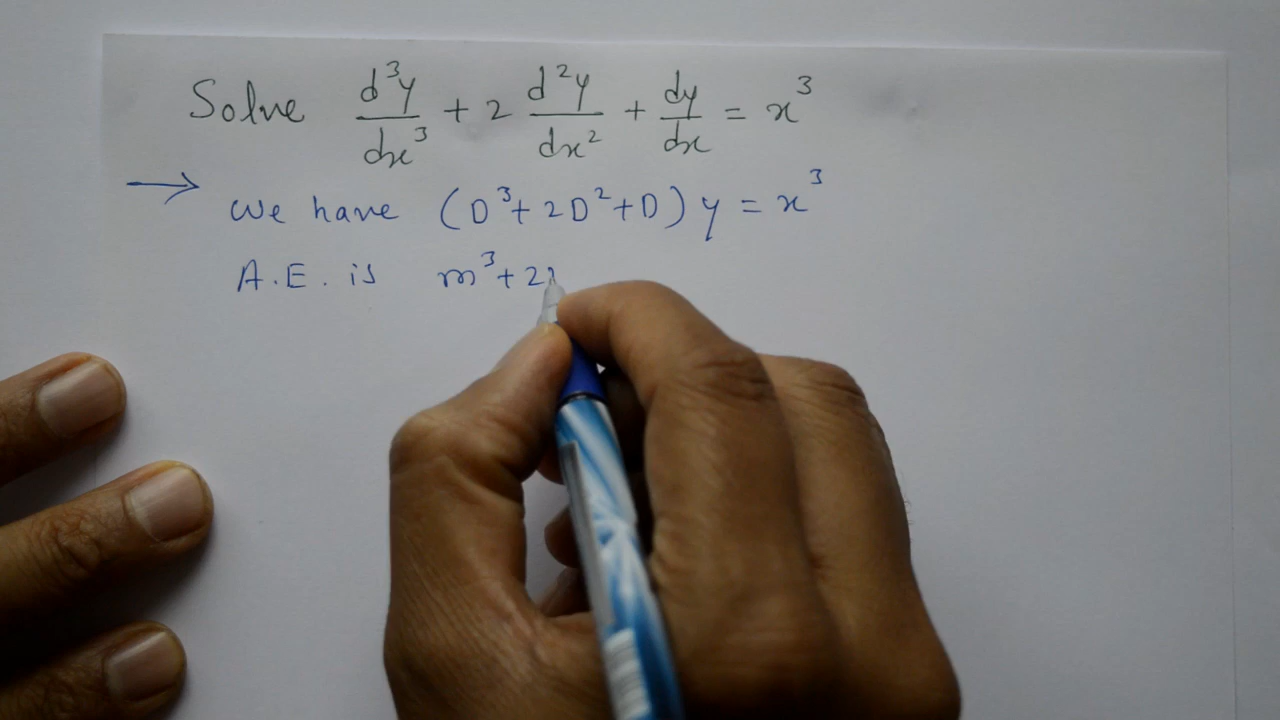 Solve d³y/dx³ + 2 d²y/dx² + dy/dx = x³
→ We have (D³+2D²+D)y = x³
A.E. is m³+2